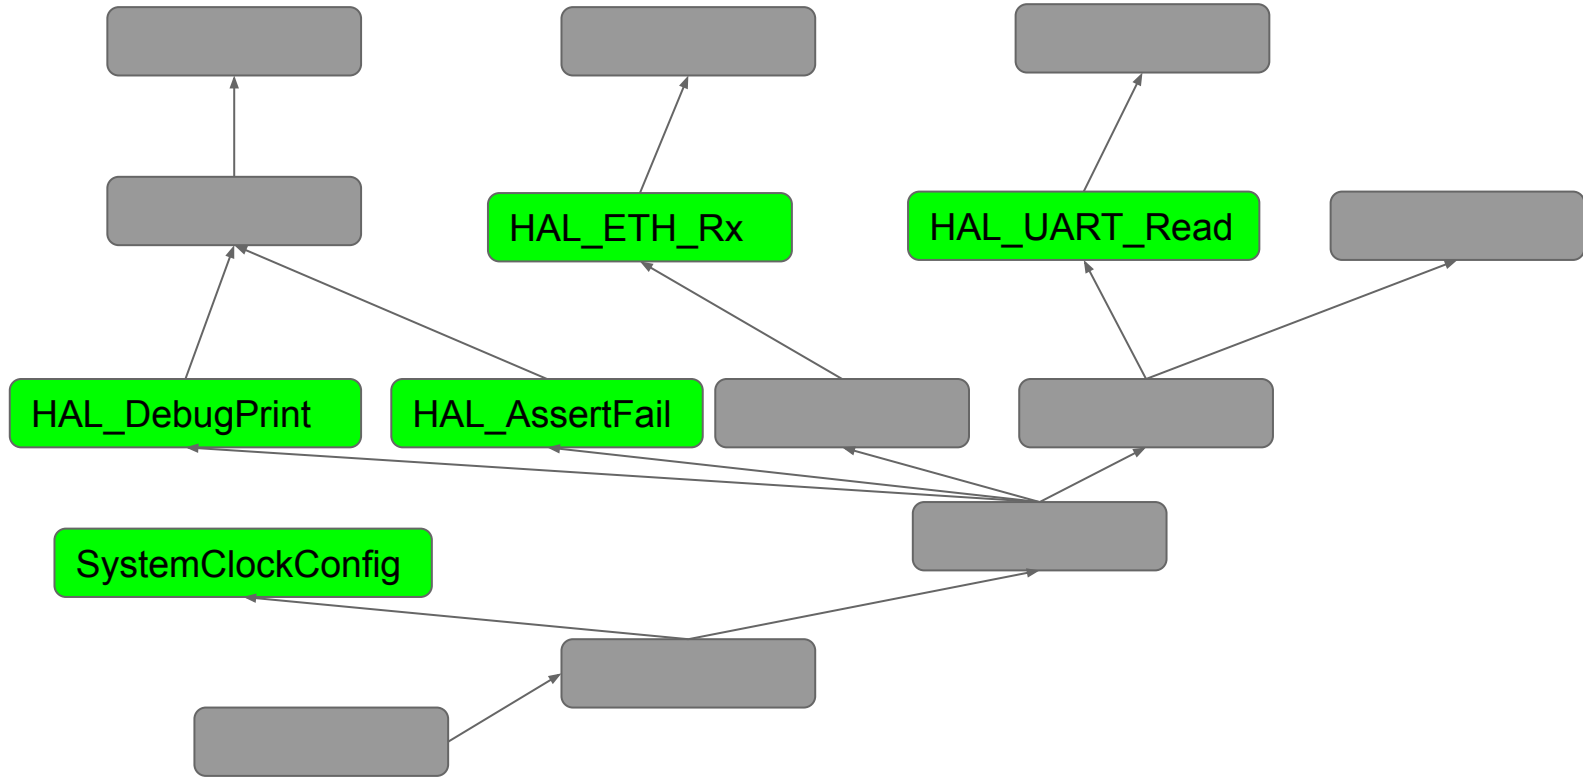 HAL_ETH_Rx
HAL_UART_Read
HAL_DebugPrint
HAL_AssertFail
SystemClockConfig